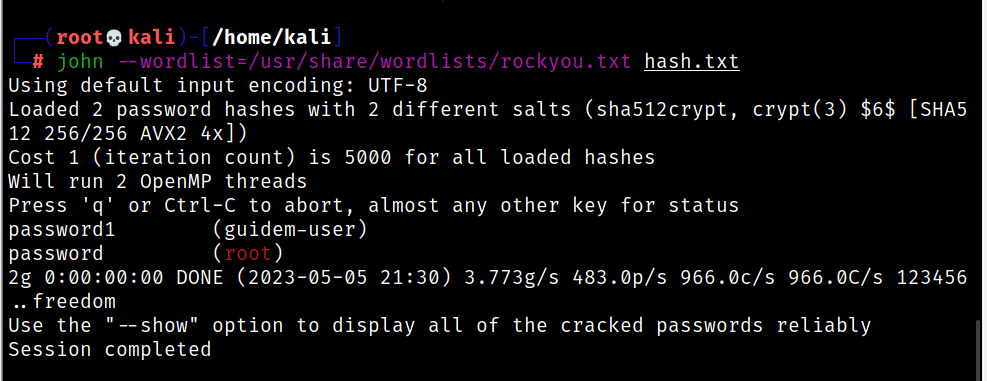 ┌──(root💀kali)-[/home/kali]
└─# john --wordlist=/usr/share/wordlists/rockyou.txt hash.txt
Using default input encoding: UTF-8
Loaded 2 password hashes with 2 different salts (sha512crypt, crypt(3) $6$ [SHA5
12 256/256 AVX2 4x])
Cost 1 (iteration count) is 5000 for all loaded hashes
Will run 2 OpenMP threads
Press 'q' or Ctrl-C to abort, almost any other key for status
password1        (guidem-user)
password         (root)
2g 0:00:00:00 DONE (2023-05-05 21:30) 3.773g/s 483.0p/s 966.0c/s 966.0C/s 123456
..freedom
Use the "--show" option to display all of the cracked passwords reliably
Session completed